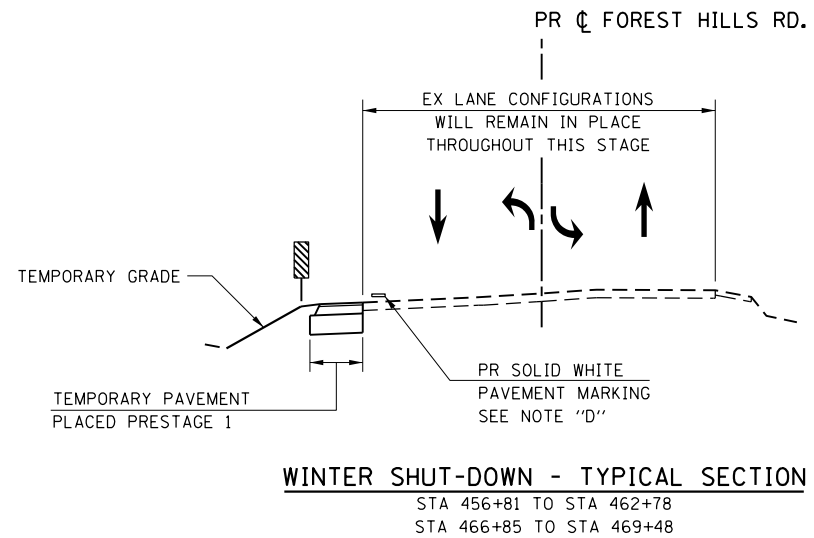 PR ℄ FOREST HILLS RD.
EX LANE CONFIGURATIONS
WILL REMAIN IN PLACE
THROUGHOUT THIS STAGE
TEMPORARY GRADE
PR SOLID WHITE
PAVEMENT MARKING
SEE NOTE "D"
TEMPORARY PAVEMENT
PLACED PRESTAGE 1
WINTER SHUT-DOWN - TYPICAL SECTION
STA 456+81 TO STA 462+78
STA 466+85 TO STA 469+48